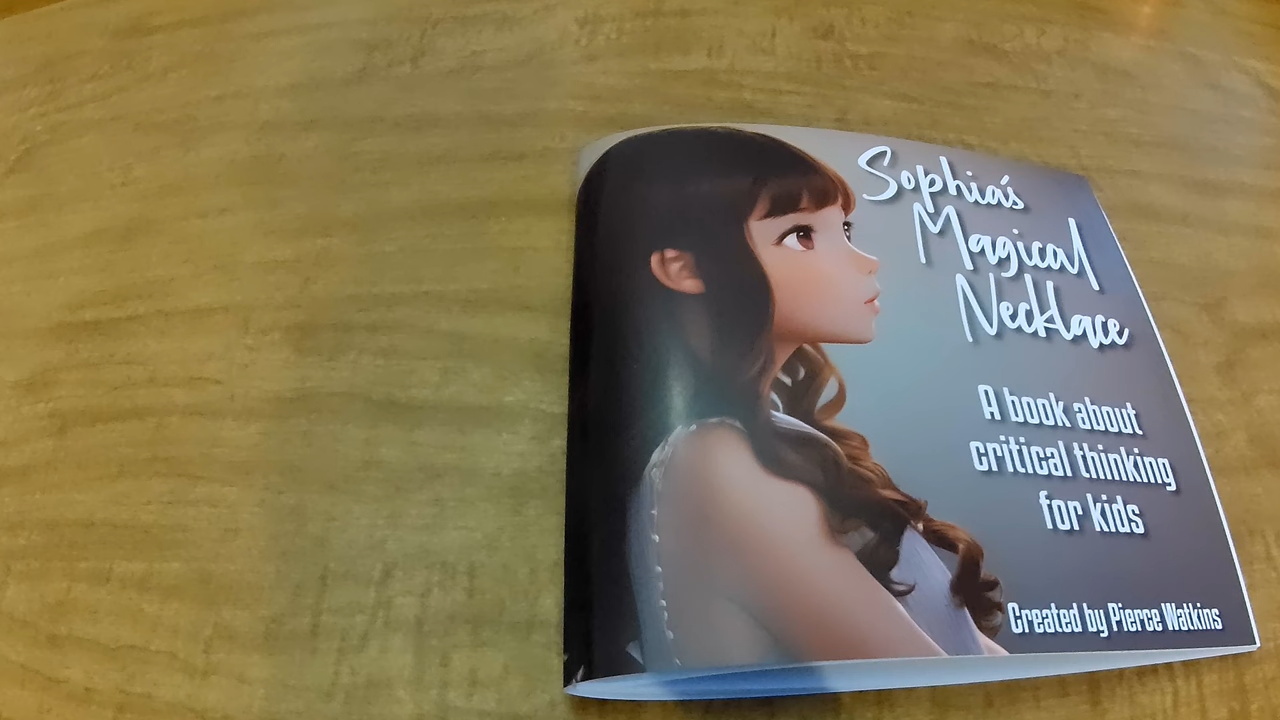 Sophia's
Magical
Necklace
A book about
critical thinking
for kids
Created by Pierce Watkins